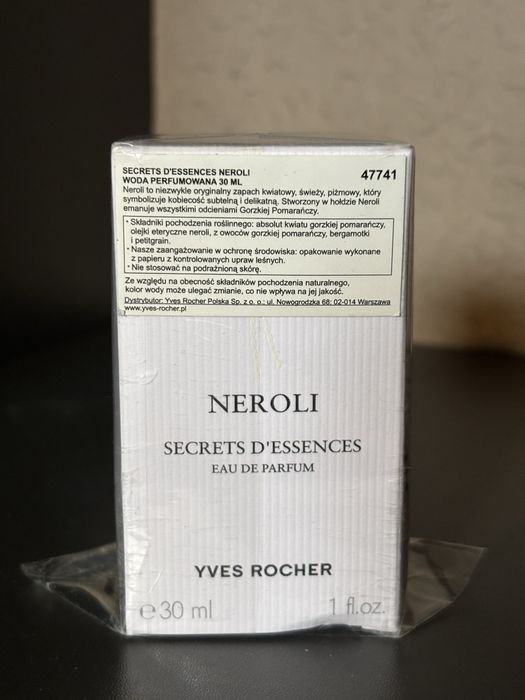 SECRETS D'ESSENCES NEROLI 47741
WODA PERFUMOWANA 30 ML
Neroli to niezwykle oryginalny zapach kwiatowy, świeży, piżmowy, który
symbolizuje kobiecość subtelną i delikatną. Stworzony w hołdzie Neroli
emanuje wszystkimi odcieniami Gorzkiej Pomarańczy.
• Składniki pochodzenia roślinnego: absolut kwiatu gorzkiej pomarańczy,
olejki eteryczne neroli, z owoców gorzkiej pomarańczy, bergamotki
i petitgrain.
• Nasze zaangażowanie w ochronę środowiska: opakowanie wykonane
z papieru z kontrolowanych upraw leśnych.
• Nie stosować na podrażnioną skórę.
Ze względu na obecność składników pochodzenia naturalnego,
kolor wody może ulegać zmianie, co nie wpływa na jej jakość.
Dystrybutor: Yves Rocher Polska Sp. z o. o.; ul. Nowogrodzka 68; 02-014 Warszawa
www.yves-rocher.pl
NEROLI
SECRETS D'ESSENCES
EAU DE PARFUM
YVES ROCHER
e 30 ml 1 fl.oz.